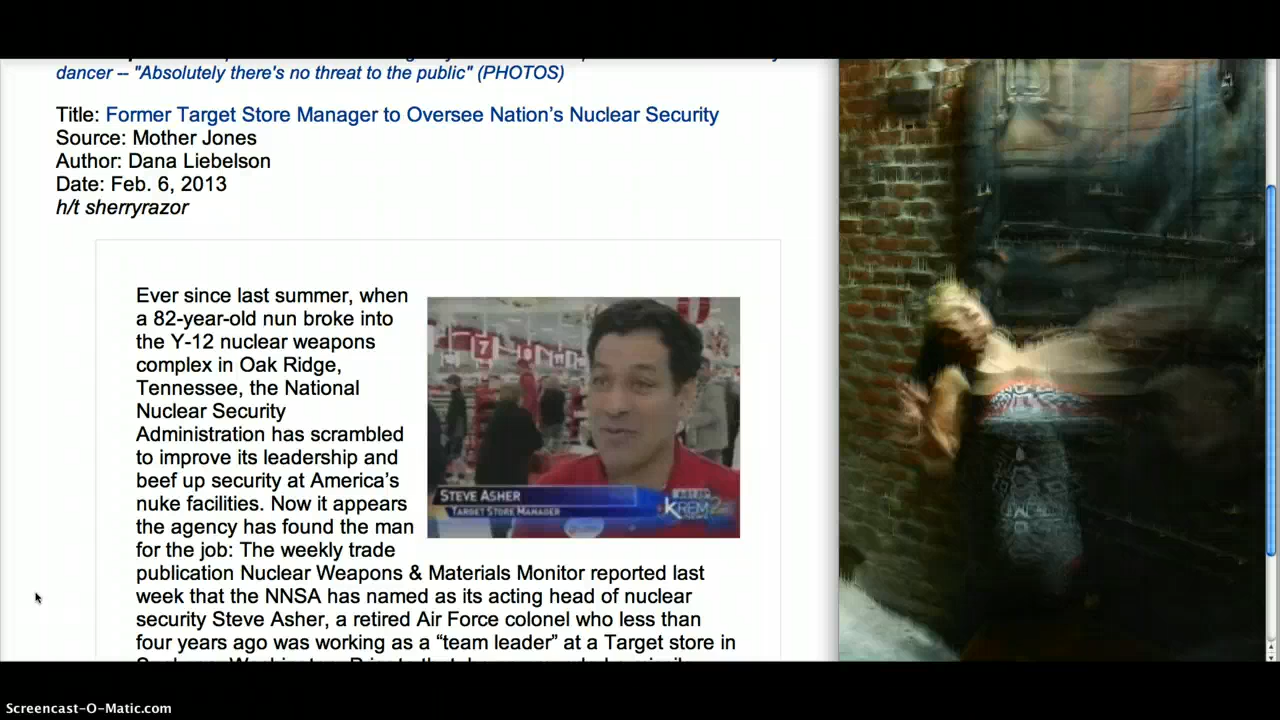 dancer -- "Absolutely there's no threat to the public" (PHOTOS)
Title: Former Target Store Manager to Oversee Nation's Nuclear Security
Source: Mother Jones
Author: Dana Liebelson
Date: Feb. 6, 2013
h/t sherryrazor
Ever since last summer, when
a 82-year-old nun broke into
the Y-12 nuclear weapons
complex in Oak Ridge,
Tennessee, the National
Nuclear Security
Administration has scrambled
to improve its leadership and
beef up security at America's
nuke facilities. Now it appears
the agency has found the man
for the job: The weekly trade
publication Nuclear Weapons & Materials Monitor reported last
week that the NNSA has named as its acting head of nuclear
security Steve Asher, a retired Air Force colonel who less than
four years ago was working as a “team leader” at a Target store in
7
STEVE ASHER
TARGET STORE MANAGER
KREM2
Screencast-O-Matic.com